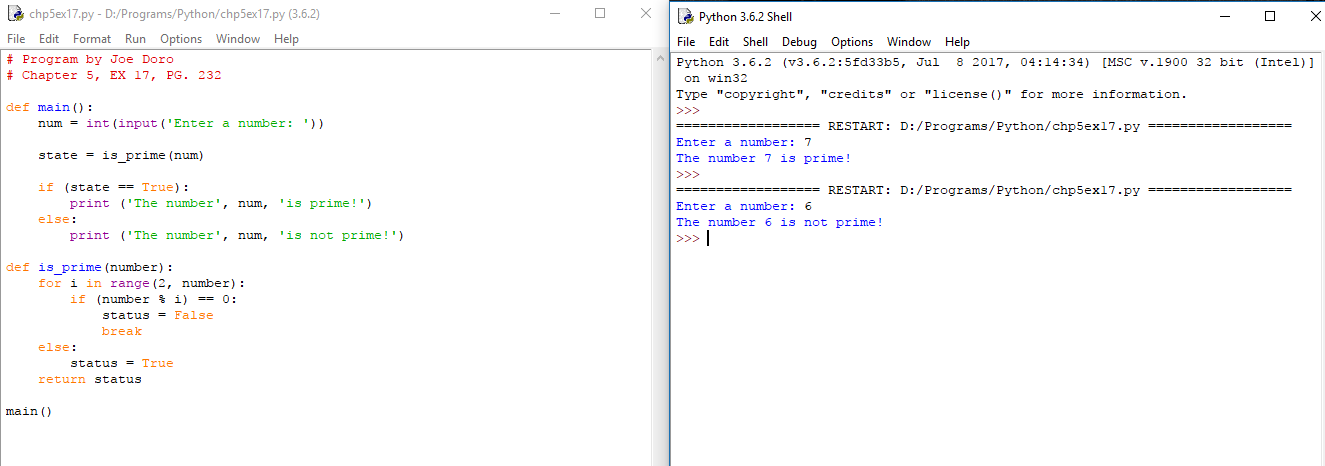 chp5ex17.py - D:/Programs/Python/chp5ex17.py (3.6.2)
File Edit Format Run Options Window Help
# Program by Joe Doro
# Chapter 5, EX 17, PG. 232
def main():
    num = int(input('Enter a number: '))
    state = is_prime(num)
    if (state == True):
        print ('The number', num, 'is prime!')
    else:
        print ('The number', num, 'is not prime!')
def is_prime(number):
    for i in range(2, number):
        if (number % i) == 0:
            status = False
            break
    else:
        status = True
    return status
main()
Python 3.6.2 Shell
File Edit Shell Debug Options Window Help
Python 3.6.2 (v3.6.2:5fd33b5, Jul  8 2017, 04:14:34) [MSC v.1900 32 bit (Intel)]
 on win32
Type "copyright", "credits" or "license()" for more information.
>>>
================== RESTART: D:/Programs/Python/chp5ex17.py ==================
Enter a number: 7
The number 7 is prime!
>>>
================== RESTART: D:/Programs/Python/chp5ex17.py ==================
Enter a number: 6
The number 6 is not prime!
>>>